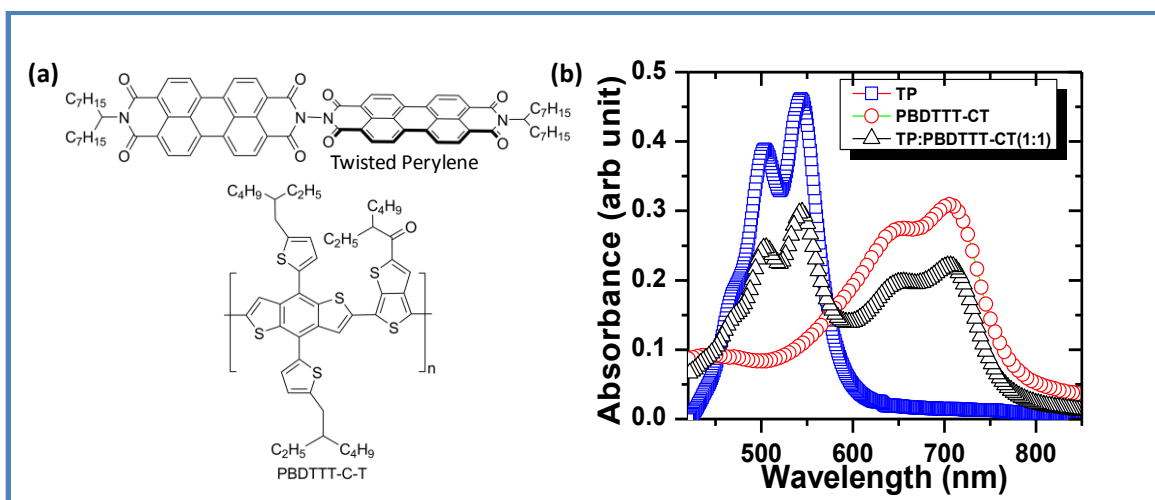 (a)
O O O O
C7H15 N N N N C7H15
C7H15 C7H15
O O O O
Twisted Perylene
C4H9 C2H5
C4H9
C2H5 O
S S
S
S S
n
S
C2H5 C4H9
PBDTTT-C-T
(b)
0.5
0.4
0.3
0.2
0.1
0.0
Absorbance (arb unit)
TP
PBDTTT-CT
TP:PBDTTT-CT(1:1)
500 600 700 800
Wavelength (nm)